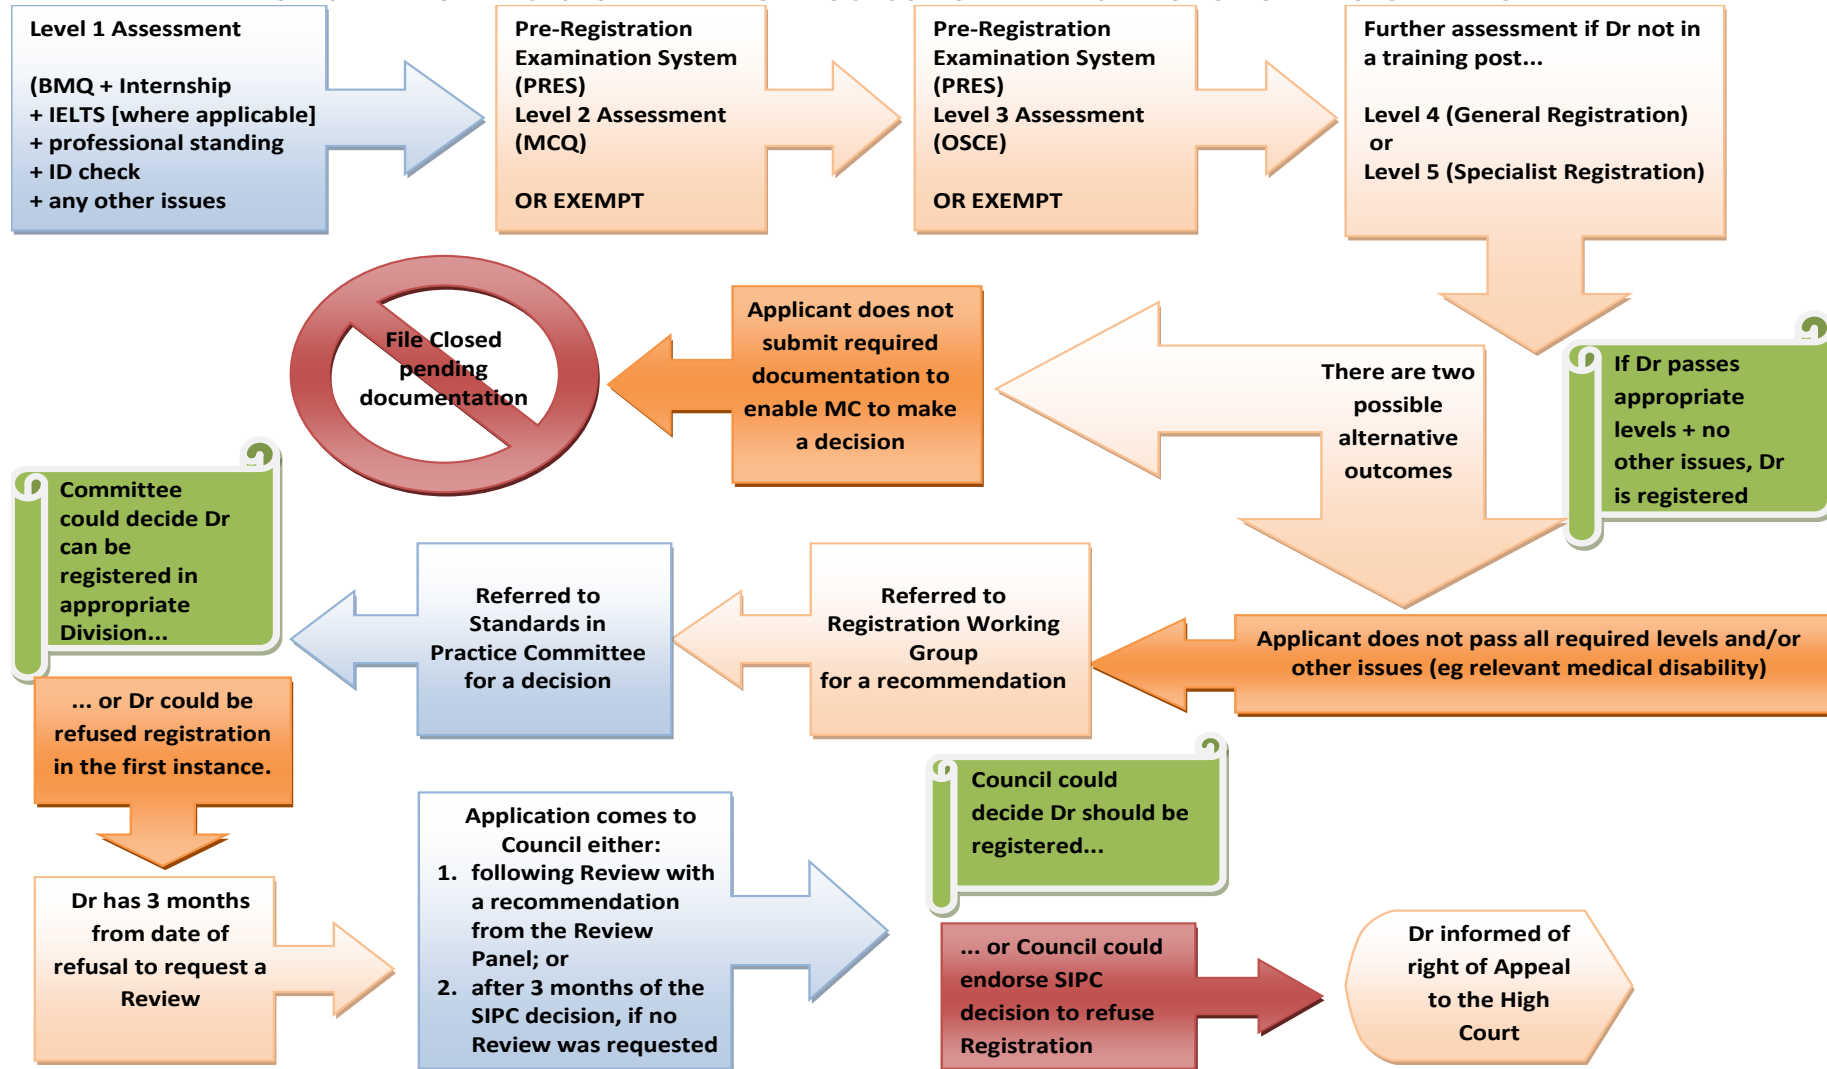 Level 1 Assessment
(BMQ + Internship
+ IELTS [where applicable]
+ professional standing
+ ID check
+ any other issues
Pre-Registration
Examination System
(PRES)
Level 2 Assessment
(MCQ)
OR EXEMPT
Pre-Registration
Examination System
(PRES)
Level 3 Assessment
(OSCE)
OR EXEMPT
Further assessment if Dr not in
a training post...
Level 4 (General Registration)
or
Level 5 (Specialist Registration)
If Dr passes
appropriate
levels + no
other issues, Dr
is registered
There are two
possible
alternative
outcomes
Applicant does not
submit required
documentation to
enable MC to make
a decision
File Closed
pending
documentation
Applicant does not pass all required levels and/or
other issues (eg relevant medical disability)
Referred to
Registration Working
Group
for a recommendation
Referred to
Standards in
Practice Committee
for a decision
Committee
could decide Dr
can be
registered in
appropriate
Division...
... or Dr could be
refused registration
in the first instance.
Dr has 3 months
from date of
refusal to request a
Review
Application comes to
Council either:
1. following Review with
a recommendation
from the Review
Panel; or
2. after 3 months of the
SIPC decision, if no
Review was requested
Council could
decide Dr should be
registered...
... or Council could
endorse SIPC
decision to refuse
Registration
Dr informed of
right of Appeal
to the High
Court